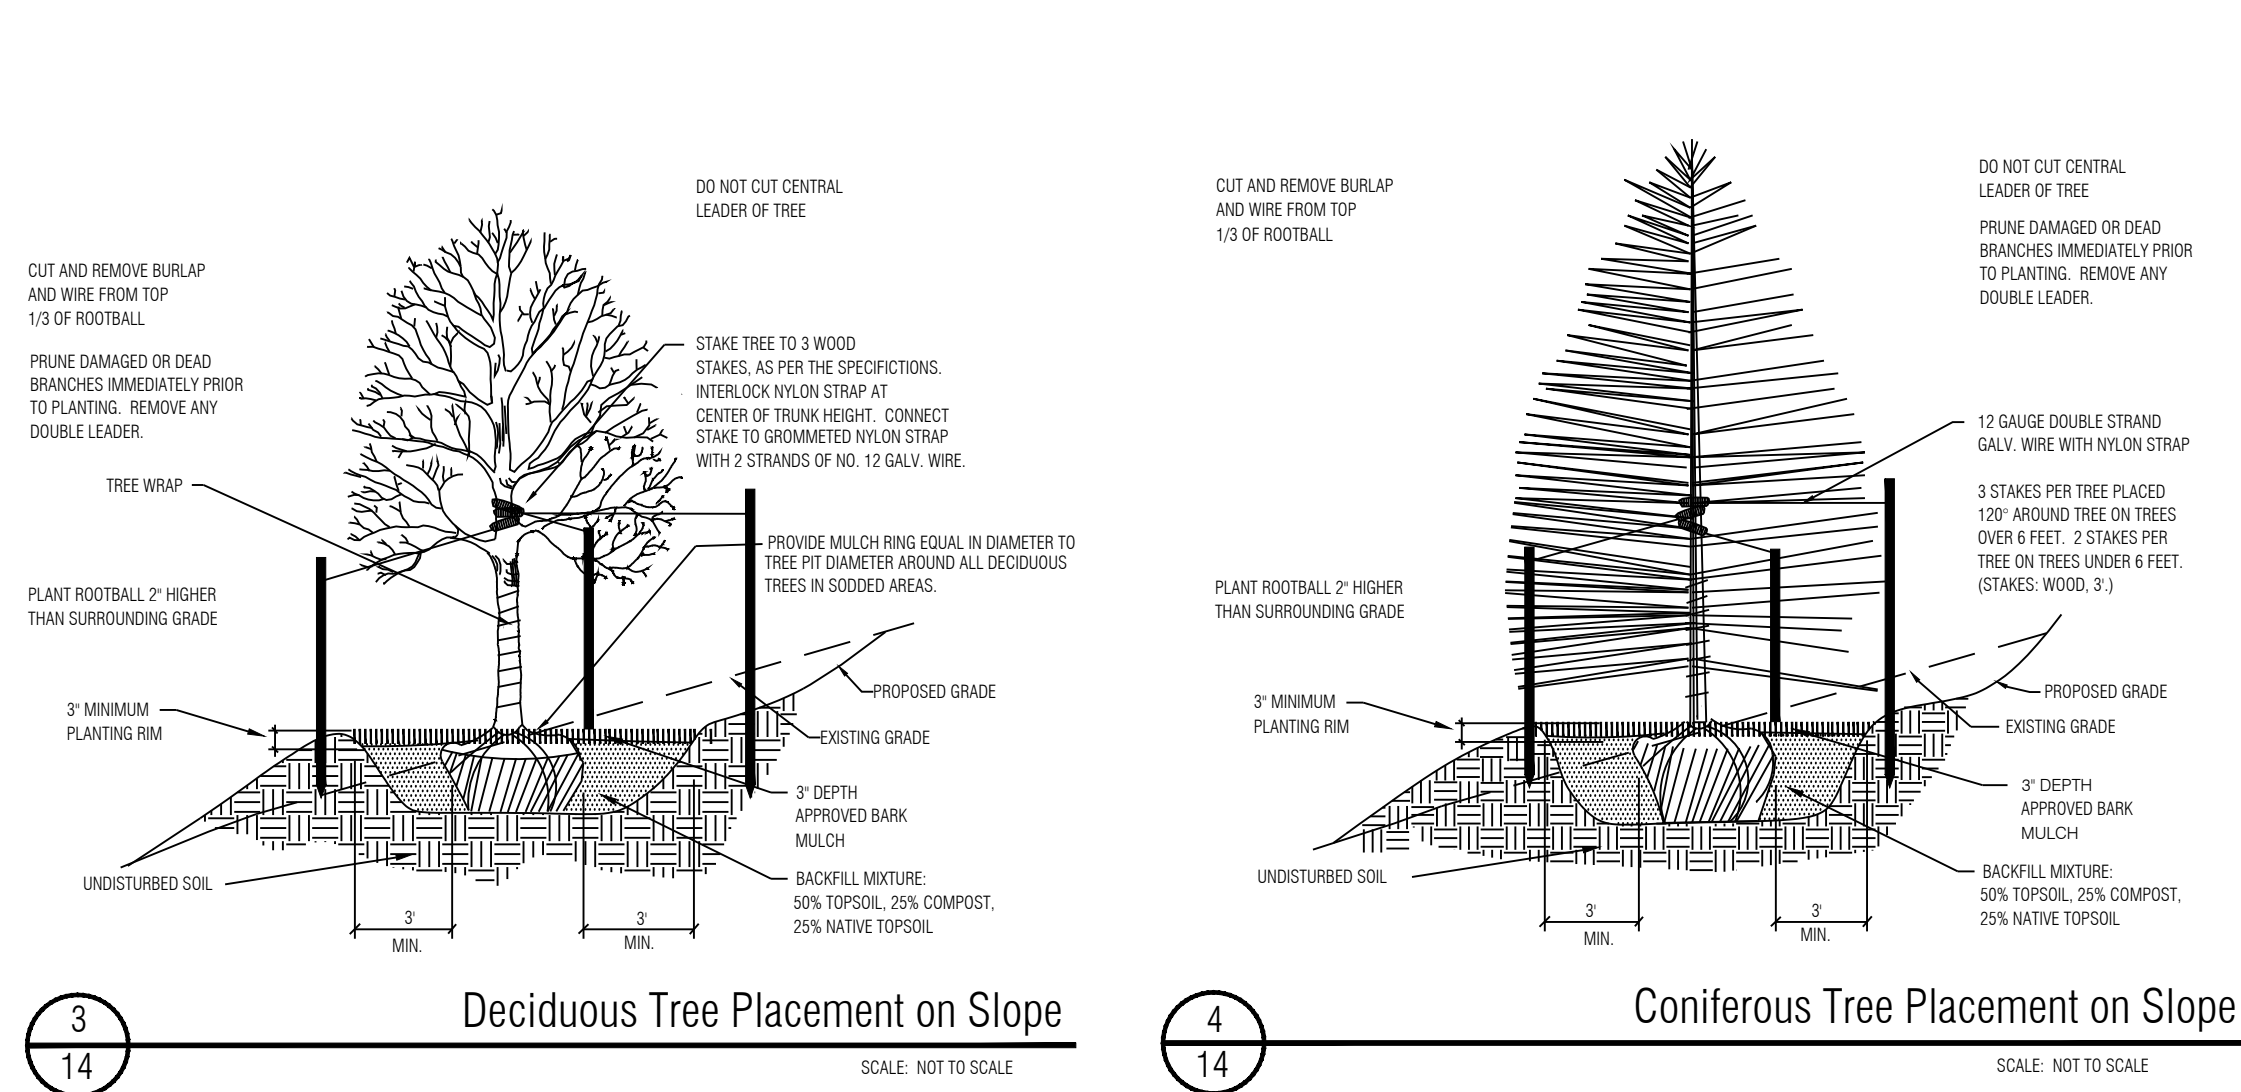 DO NOT CUT CENTRAL
LEADER OF TREE
CUT AND REMOVE BURLAP
AND WIRE FROM TOP
1/3 OF ROOTBALL
PRUNE DAMAGED OR DEAD
BRANCHES IMMEDIATELY PRIOR
TO PLANTING.  REMOVE ANY
DOUBLE LEADER.
STAKE TREE TO 3 WOOD
STAKES, AS PER THE SPECIFICTIONS.
INTERLOCK NYLON STRAP AT
CENTER OF TRUNK HEIGHT.  CONNECT
STAKE TO GROMMETED NYLON STRAP
WITH 2 STRANDS OF NO. 12 GALV. WIRE.
TREE WRAP
PROVIDE MULCH RING EQUAL IN DIAMETER TO
TREE PIT DIAMETER AROUND ALL DECIDUOUS
TREES IN SODDED AREAS.
PLANT ROOTBALL 2" HIGHER
THAN SURROUNDING GRADE
3" MINIMUM
PLANTING RIM
PROPOSED GRADE
EXISTING GRADE
3" DEPTH
APPROVED BARK
MULCH
UNDISTURBED SOIL
BACKFILL MIXTURE:
50% TOPSOIL, 25% COMPOST,
25% NATIVE TOPSOIL
3'
MIN.
3'
MIN.
3
14
Deciduous Tree Placement on Slope
SCALE:  NOT TO SCALE
CUT AND REMOVE BURLAP
AND WIRE FROM TOP
1/3 OF ROOTBALL
DO NOT CUT CENTRAL
LEADER OF TREE
PRUNE DAMAGED OR DEAD
BRANCHES IMMEDIATELY PRIOR
TO PLANTING.  REMOVE ANY
DOUBLE LEADER.
12 GAUGE DOUBLE STRAND
GALV. WIRE WITH NYLON STRAP
3 STAKES PER TREE PLACED
120° AROUND TREE ON TREES
OVER 6 FEET.  2 STAKES PER
TREE ON TREES UNDER 6 FEET.
(STAKES: WOOD, 3'.)
PLANT ROOTBALL 2" HIGHER
THAN SURROUNDING GRADE
3" MINIMUM
PLANTING RIM
PROPOSED GRADE
EXISTING GRADE
3" DEPTH
APPROVED BARK
MULCH
UNDISTURBED SOIL
BACKFILL MIXTURE:
50% TOPSOIL, 25% COMPOST,
25% NATIVE TOPSOIL
3'
MIN.
3'
MIN.
4
14
Coniferous Tree Placement on Slope
SCALE:  NOT TO SCALE